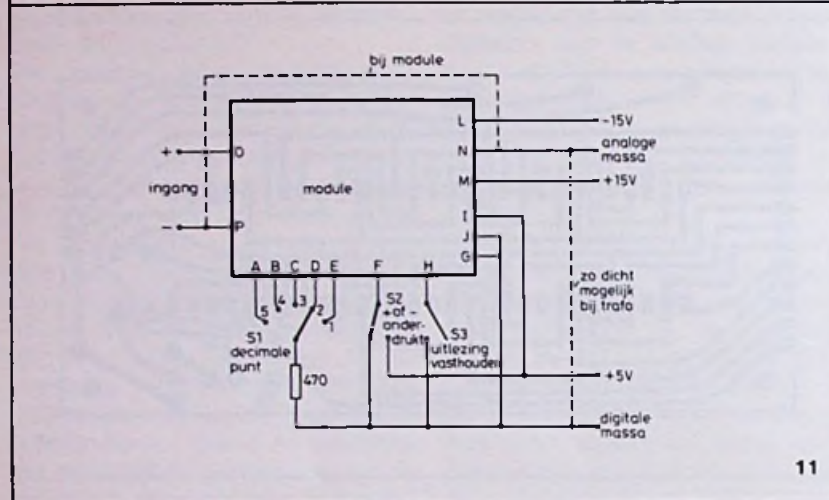 bij module
L
-15V
N
analoge
massa
M
+15V
+
O
ingang
module
I
J
G
-
P
A B C D E F H
5 4 3 2 1
S1
decimale
punt
S2
+of-
onder-
drukt
S3
uitlezing
vasthouden
zo dicht
mogelijk
bij trafo
470
+5V
digitale
massa
11